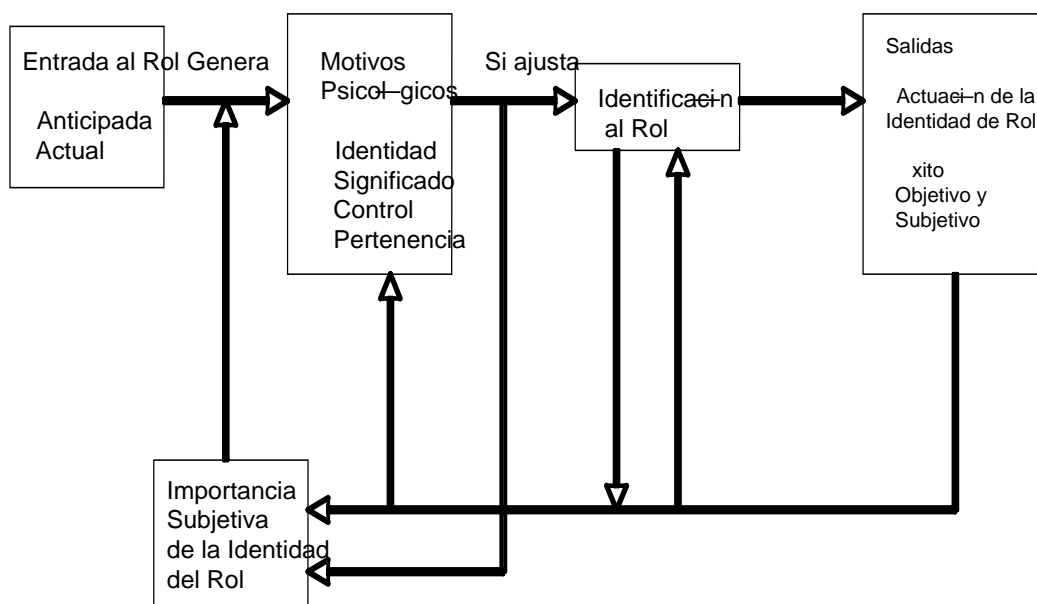 Entrada al Rol Genera
Anticipada
Actual
Motivos
Psicol—gicos
Identidad
Significado
Control
Pertenencia
Si ajusta
Identificaci—n
al Rol
Salidas
Actuaci—n de la
Identidad de Rol
xito
Objetivo y
Subjetivo
Importancia
Subjetiva
de la Identidad
del Rol